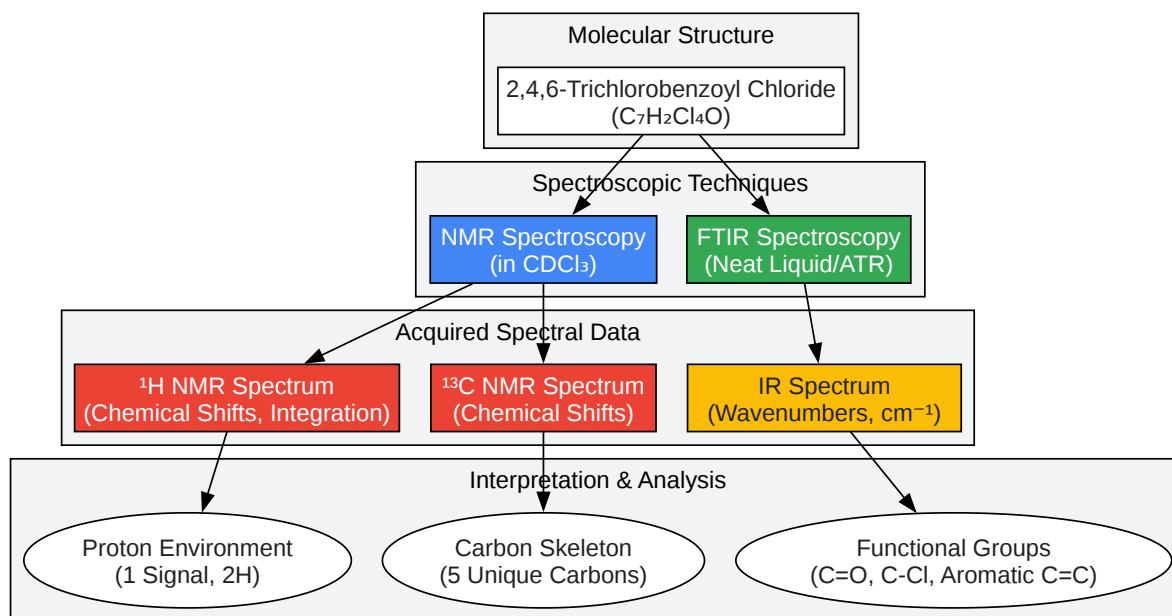 Molecular Structure
2,4,6-Trichlorobenzoyl Chloride
(C₇H₂Cl₄O)
Spectroscopic Techniques
NMR Spectroscopy
(in CDCl₃)
FTIR Spectroscopy
(Neat Liquid/ATR)
Acquired Spectral Data
¹H NMR Spectrum
(Chemical Shifts, Integration)
¹³C NMR Spectrum
(Chemical Shifts)
IR Spectrum
(Wavenumbers, cm⁻¹)
Interpretation & Analysis
Proton Environment
(1 Signal, 2H)
Carbon Skeleton
(5 Unique Carbons)
Functional Groups
(C=O, C-Cl, Aromatic C=C)